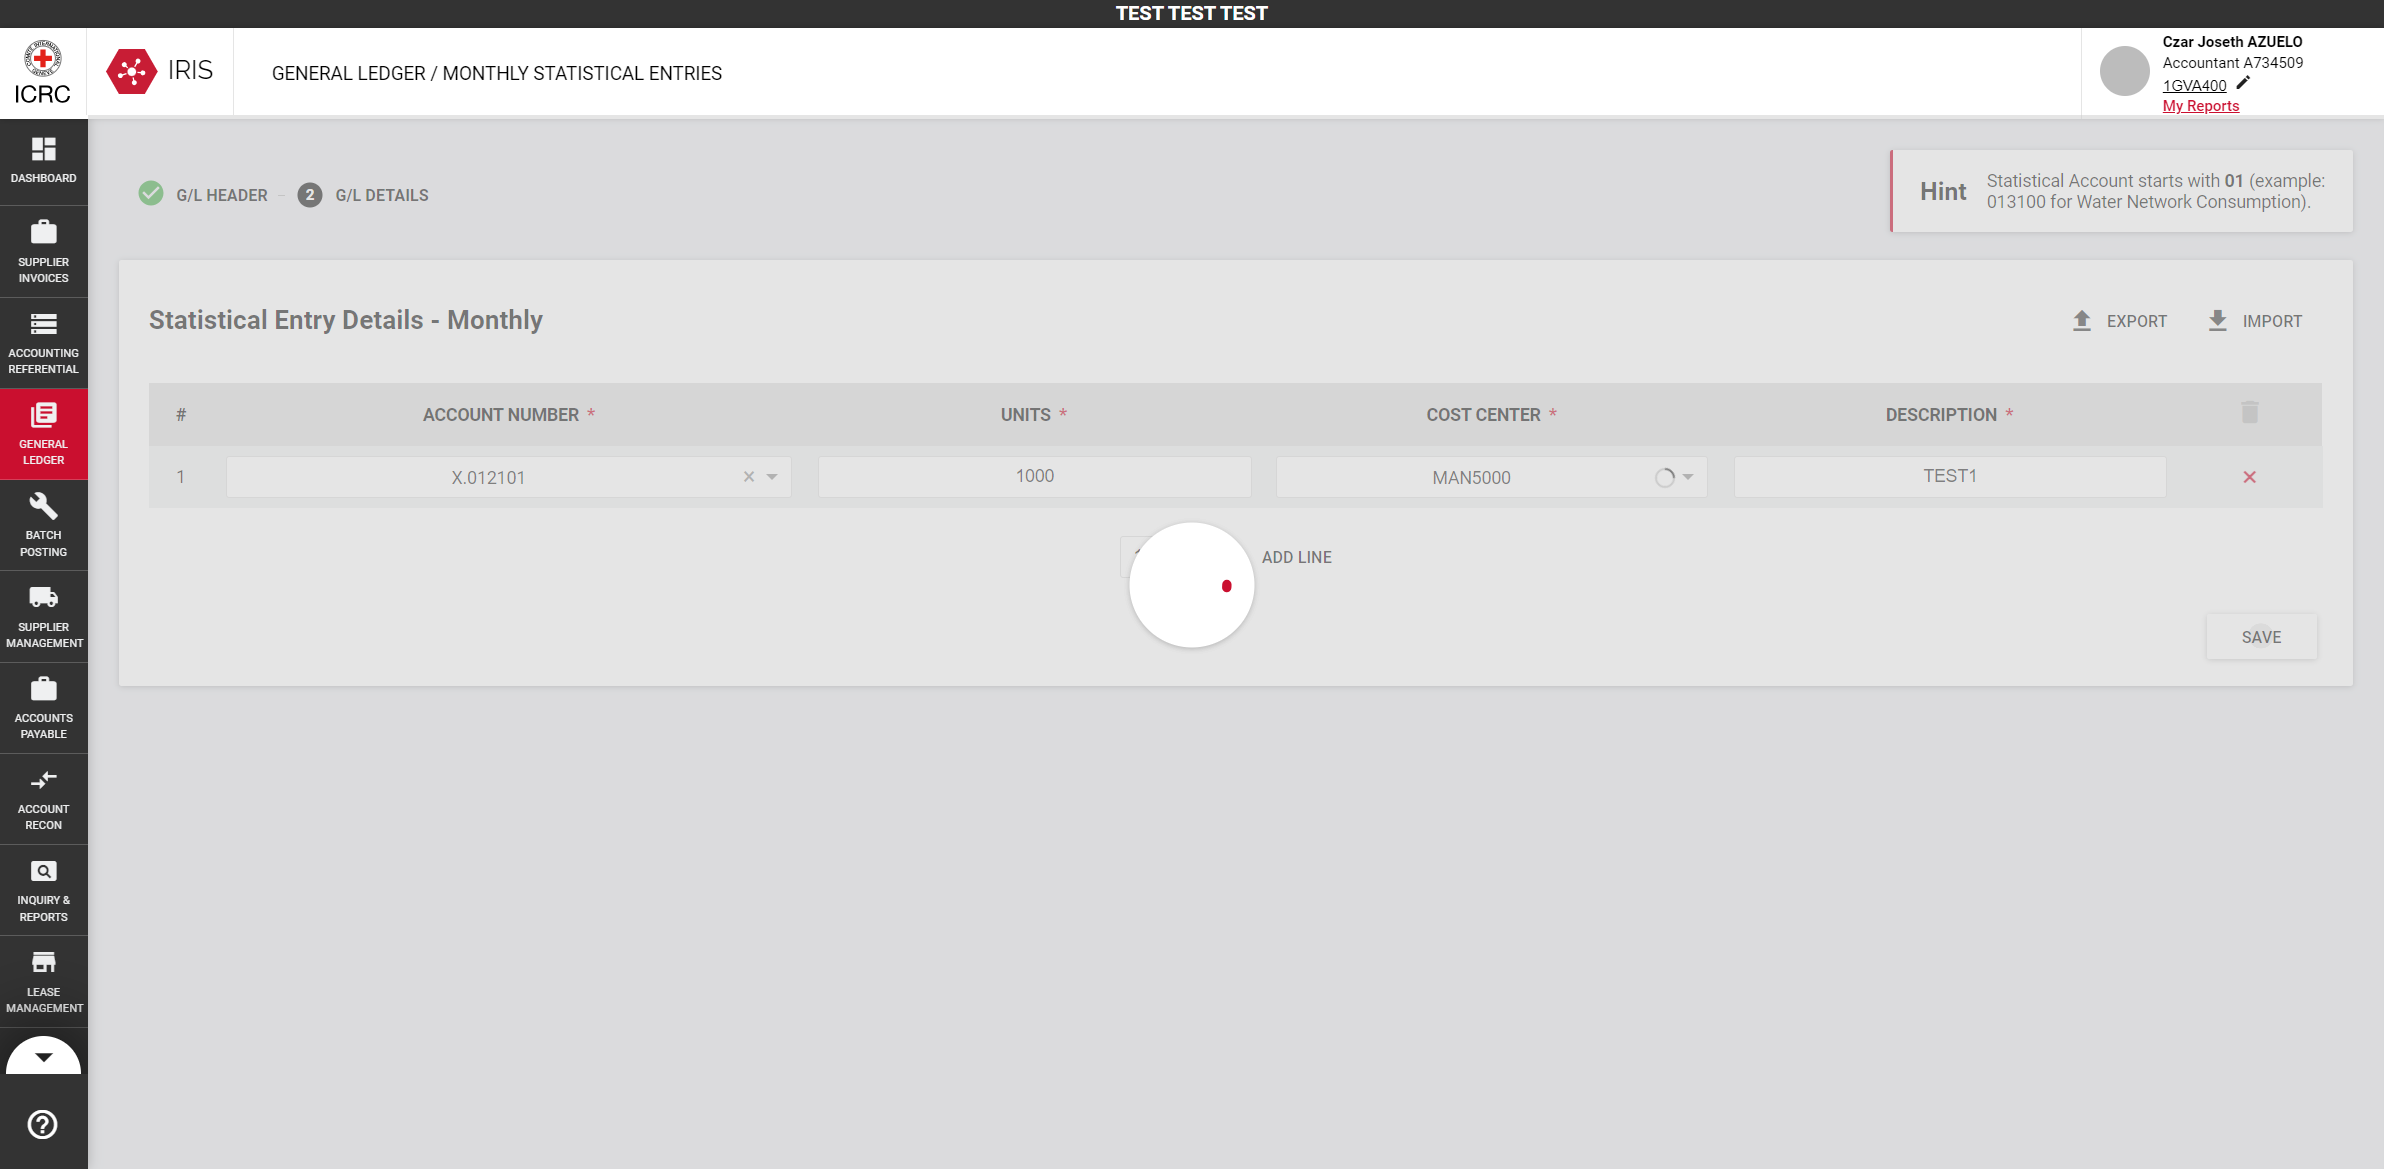 TEST TEST TEST
ICRC
IRIS
GENERAL LEDGER / MONTHLY STATISTICAL ENTRIES
Czar Joseth AZUELO
Accountant A734509
1GVA400
My Reports
DASHBOARD
SUPPLIER
INVOICES
ACCOUNTING
REFERENTIAL
GENERAL
LEDGER
BATCH
POSTING
SUPPLIER
MANAGEMENT
ACCOUNTS
PAYABLE
ACCOUNT
RECON
INQUIRY &
REPORTS
LEASE
MANAGEMENT
G/L HEADER
2 G/L DETAILS
Hint
Statistical Account starts with 01 (example:
013100 for Water Network Consumption).
Statistical Entry Details - Monthly
EXPORT
IMPORT
# ACCOUNT NUMBER * UNITS * COST CENTER * DESCRIPTION *
1 X.012101 1000 MAN5000 TEST1
ADD LINE
SAVE